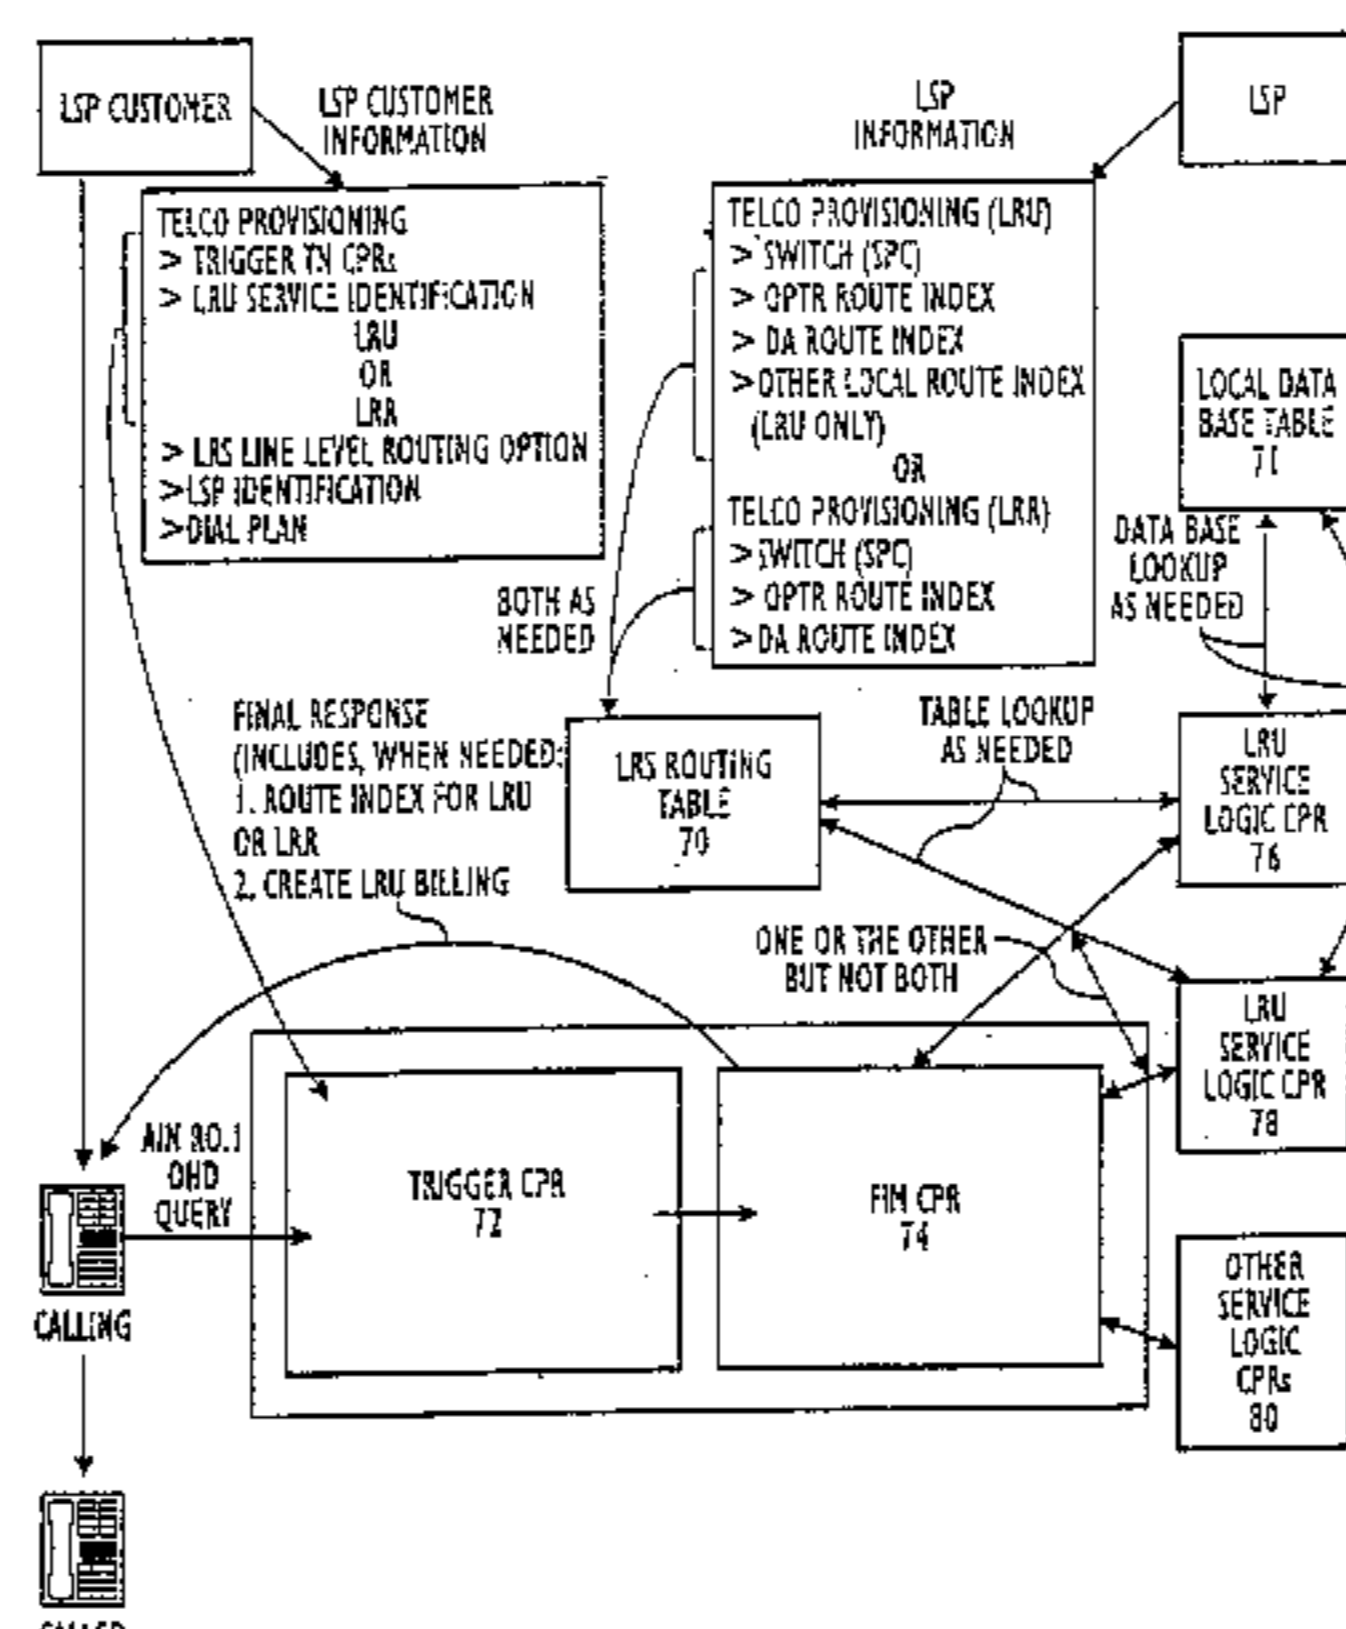 LSP CUSTOMER
LSP CUSTOMER
INFORMATION
LSP
INFORMATION
LSP
TELCO PROVISIONING
> TRIGGER TN CPRs
> LRU SERVICE IDENTIFICATION
LRU
OR
LRR
> LRS LINE LEVEL ROUTING OPTION
>LSP IDENTIFICATION
>DIAL PLAN
TELCO PROVISIONING (LRU)
> SWITCH (SPC)
> OPTR ROUTE INDEX
> DA ROUTE INDEX
>OTHER LOCAL ROUTE INDEX
(LRU ONLY)
OR
TELCO PROVISIONING (LRR)
> SWITCH (SPC)
> OPTR ROUTE INDEX
> DA ROUTE INDEX
LOCAL DATA
BASE TABLE
71
DATA BASE
LOOKUP
AS NEEDED
BOTH AS
NEEDED
FINAL RESPONSE
(INCLUDES, WHEN NEEDED:
1. ROUTE INDEX FOR LRU
OR LRR
2. CREATE LRU BILLING
LRS ROUTING
TABLE
70
TABLE LOOKUP
AS NEEDED
LRU
SERVICE
LOGIC CPR
76
ONE OR THE OTHER
BUT NOT BOTH
LRU
SERVICE
LOGIC CPR
78
AIN RO.1
OHD
QUERY
TRIGGER CPR
72
FIM CPR
74
OTHER
SERVICE
LOGIC
CPRs
80
CALLING